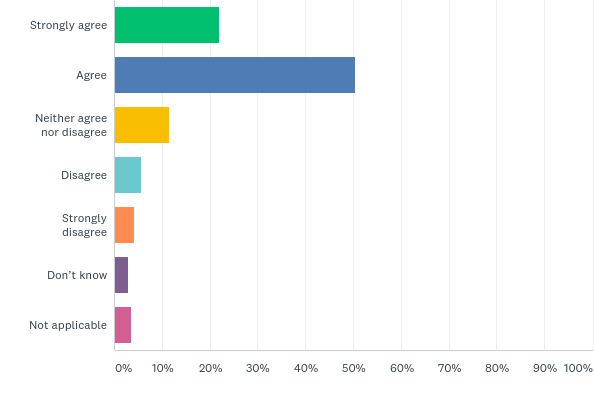 Strongly agree
Agree
Neither agree
nor disagree
Disagree
Strongly
disagree
Don't know
Not applicable
0% 10% 20% 30% 40% 50% 60% 70% 80% 90% 100%